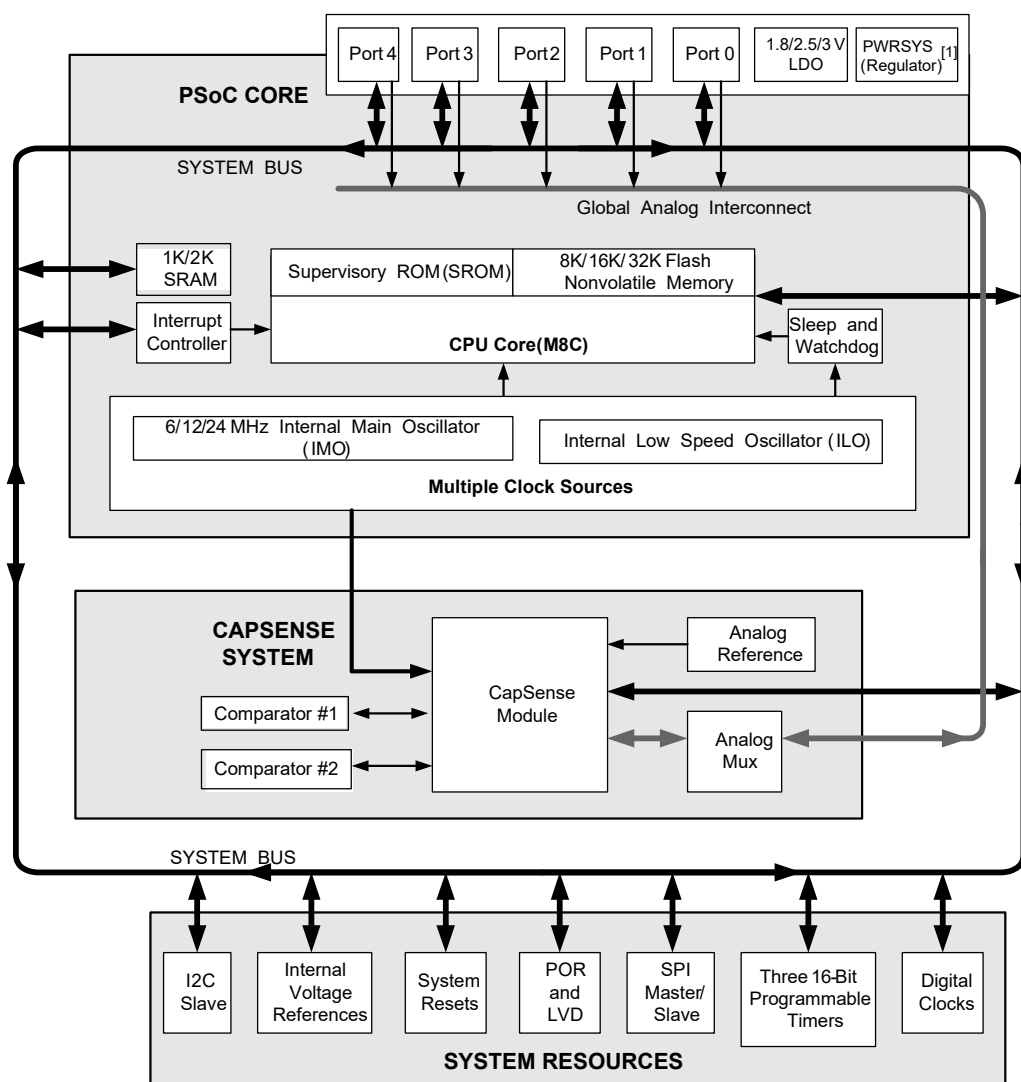 Port 4
Port 3
Port 2
Port 1
Port 0
1.8/2.5/3 V
LDO
PWRSYS [1]
(Regulator)
PSoC CORE
SYSTEM BUS
Global Analog Interconnect
1K/2K
SRAM
Supervisory ROM (SROM)
8K/16K/32K Flash
Nonvolatile Memory
Interrupt
Controller
CPU Core(M8C)
Sleep and
Watchdog
6/12/24 MHz Internal Main Oscillator
(IMO)
Internal Low Speed Oscillator (ILO)
Multiple Clock Sources
CAPSENSE
SYSTEM
CapSense
Module
Analog
Reference
Comparator #1
Comparator #2
Analog
Mux
SYSTEM BUS
I2C
Slave
Internal
Voltage
References
System
Resets
POR
and
LVD
SPI
Master/
Slave
Three 16-Bit
Programmable
Timers
Digital
Clocks
SYSTEM RESOURCES